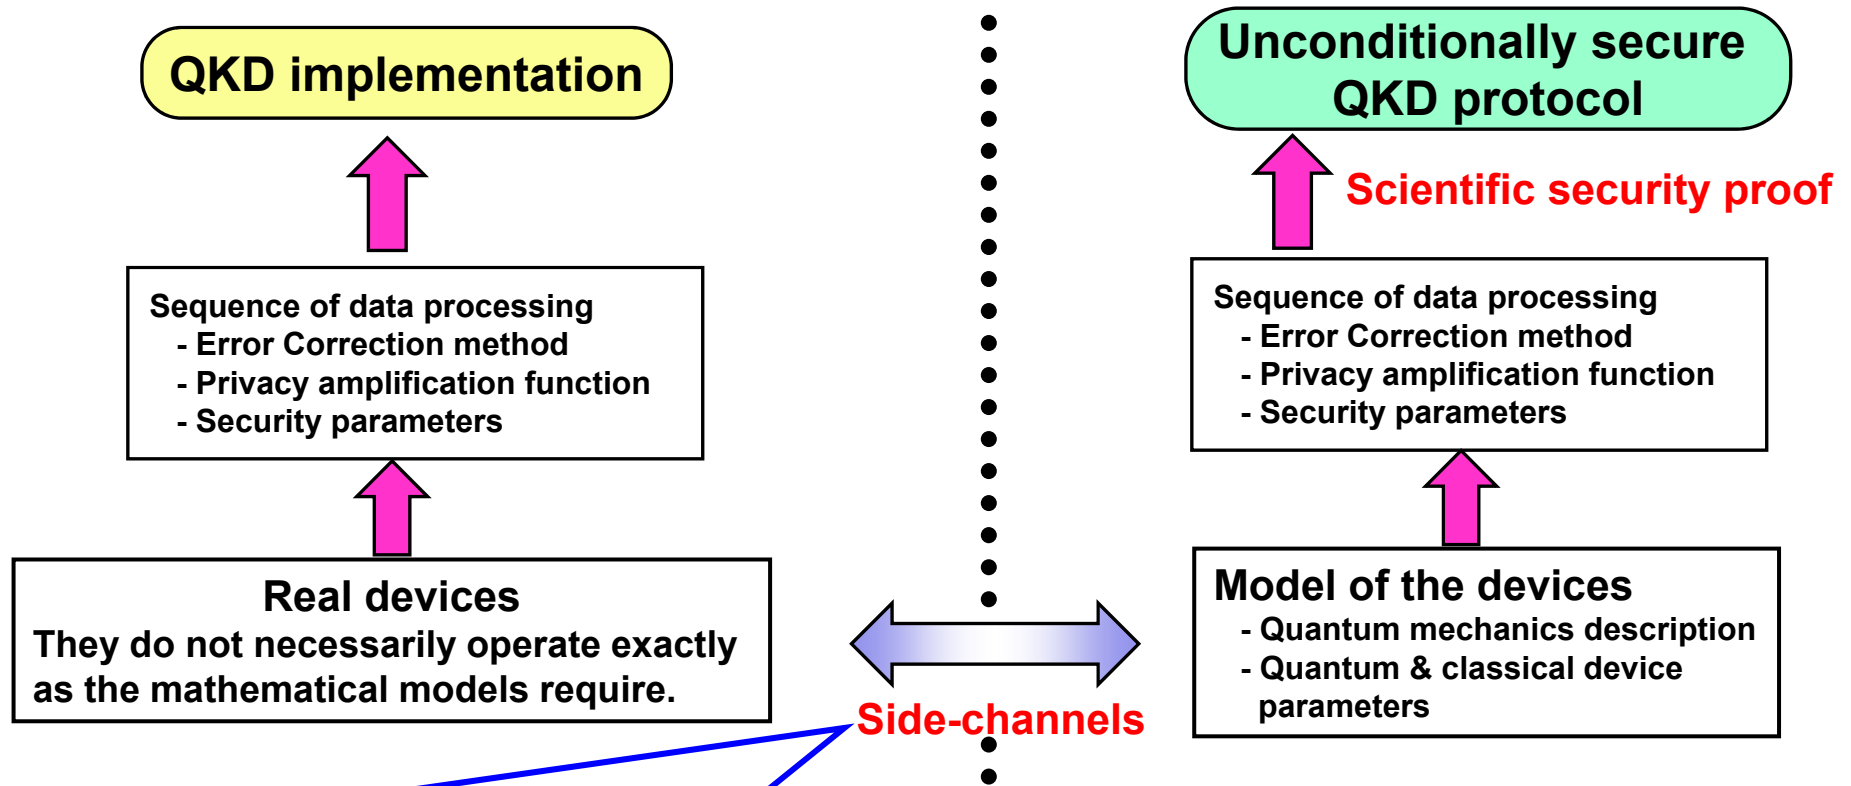 QKD implementation
Sequence of data processing
- Error Correction method
- Privacy amplification function
- Security parameters
Real devices
They do not necessarily operate exactly
as the mathematical models require.
Side-channels
Unconditionally secure
QKD protocol
Scientific security proof
Sequence of data processing
- Error Correction method
- Privacy amplification function
- Security parameters
Model of the devices
- Quantum mechanics description
- Quantum & classical device
parameters